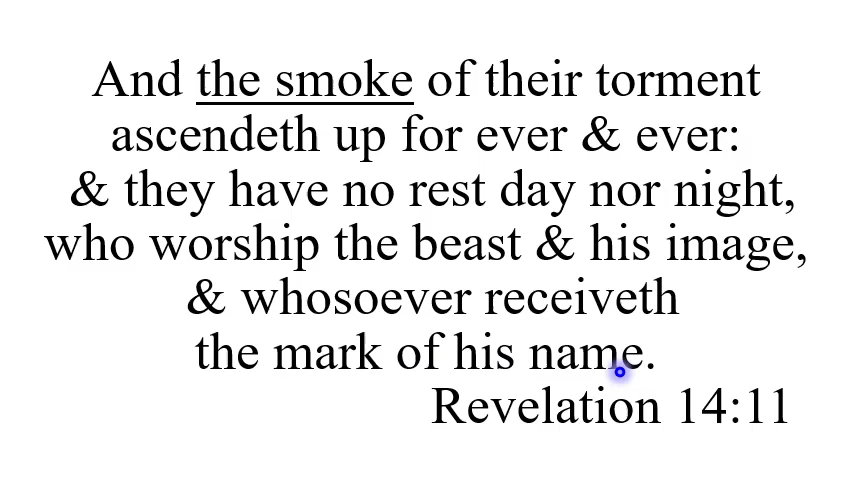 And the smoke of their torment
ascendeth up for ever & ever:
& they have no rest day nor night,
who worship the beast & his image,
& whosoever receiveth
the mark of his name.
Revelation 14:11